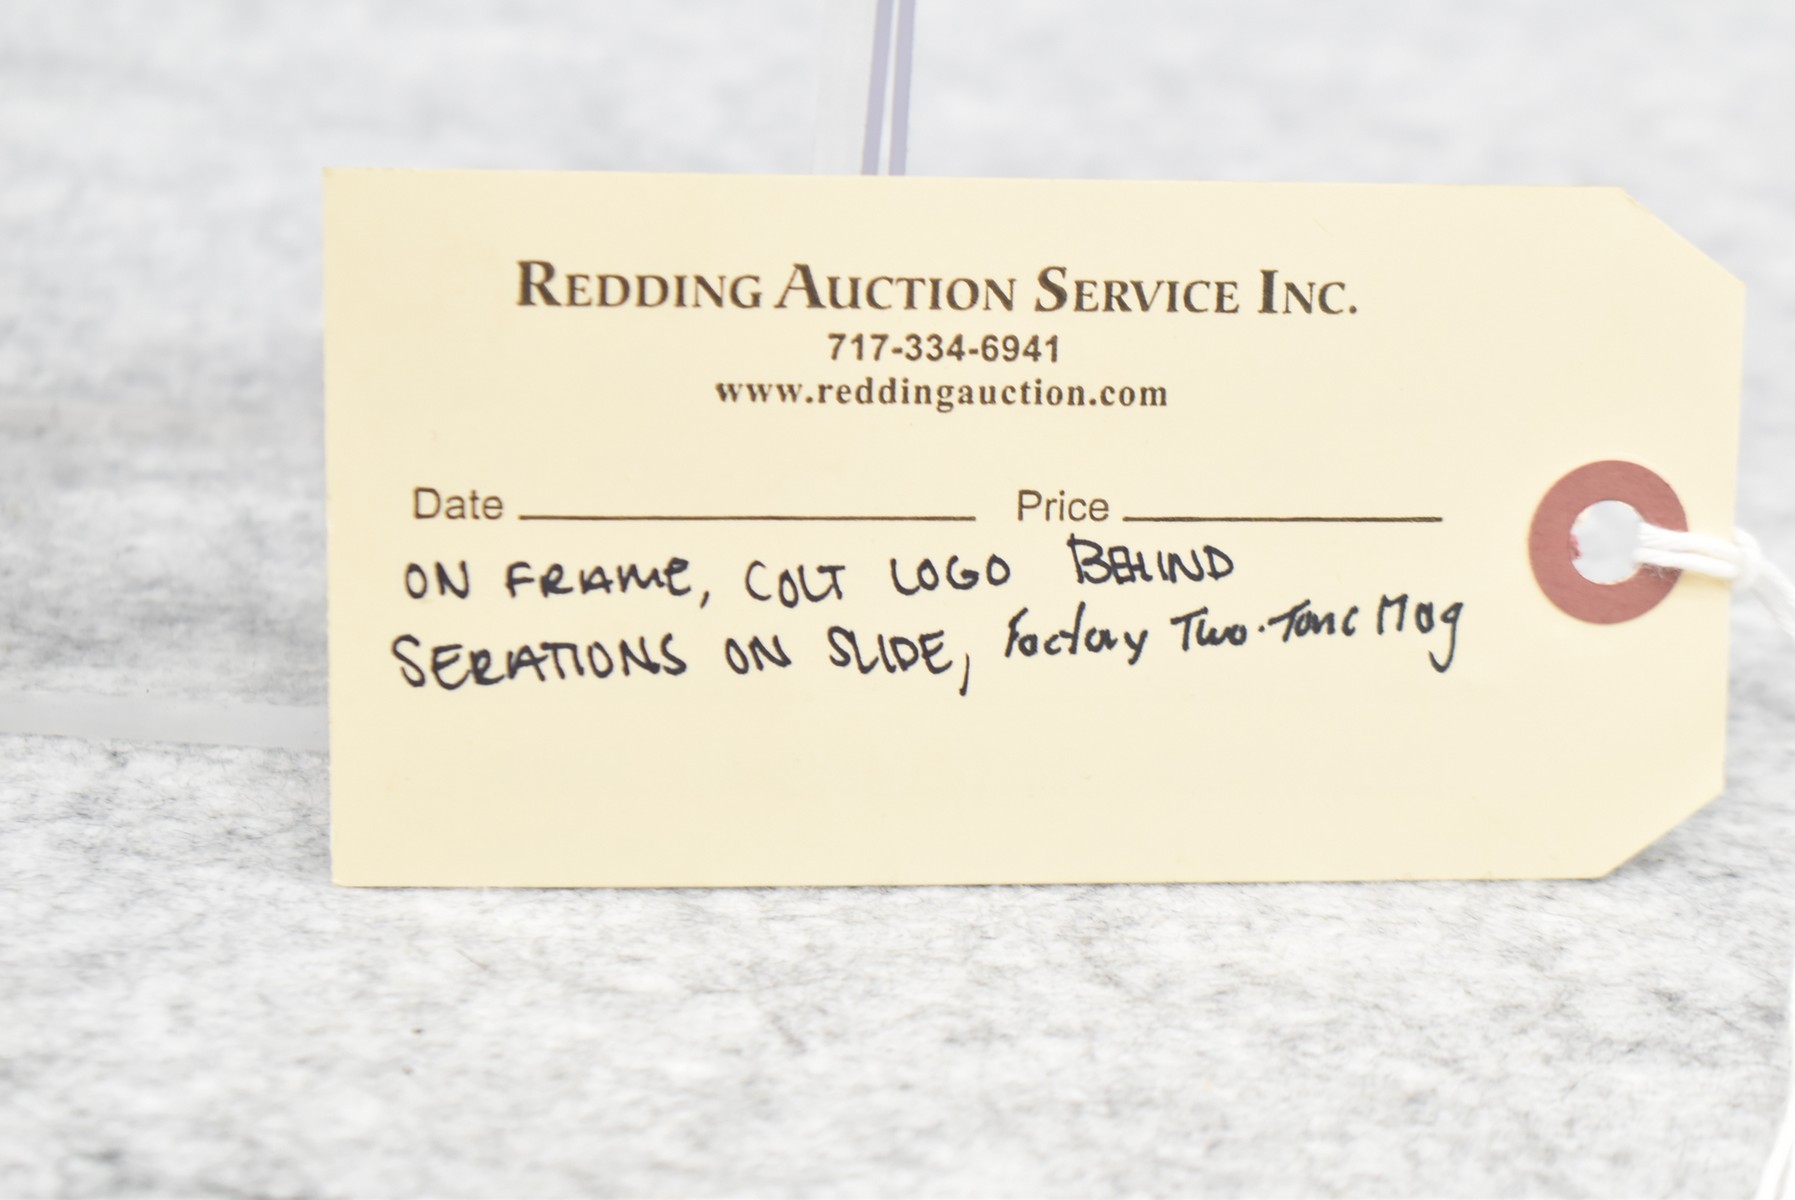 REDDING AUCTION SERVICE INC.
717-334-6941
www.reddingauction.com
Date Price
ON FRAME, COLT LOGO BEHIND
SERATIONS ON SLIDE, Factory Two-Tone Mag